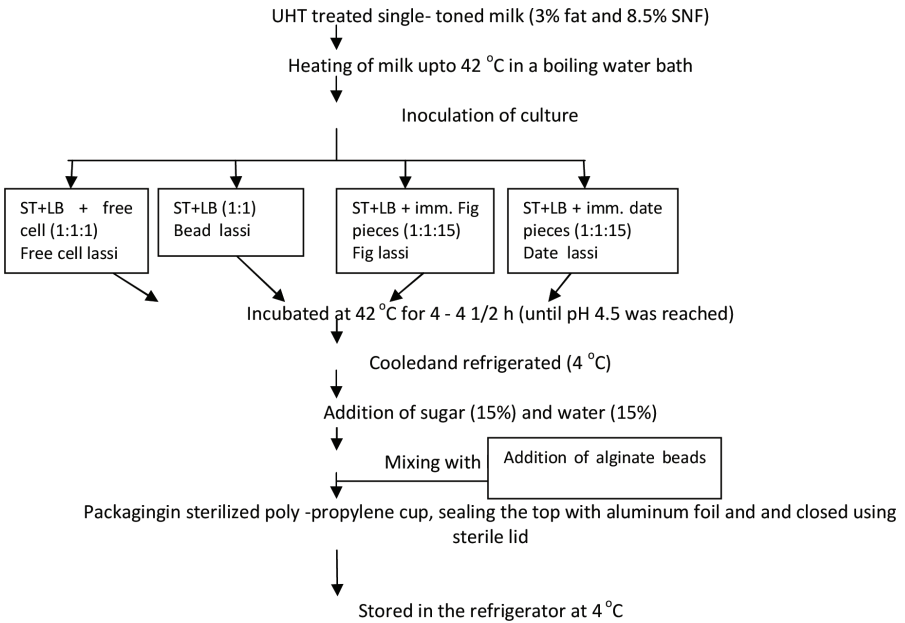 UHT treated single- toned milk (3% fat and 8.5% SNF)
Heating of milk upto 42 °C in a boiling water bath
Inoculation of culture
ST+LB + free
cell (1:1:1)
Free cell lassi
ST+LB (1:1)
Bead lassi
ST+LB + imm. Fig
pieces (1:1:15)
Fig lassi
ST+LB + imm. date
pieces (1:1:15)
Date lassi
Incubated at 42 °C for 4 - 4 1/2 h (until pH 4.5 was reached)
Cooledand refrigerated (4 °C)
Addition of sugar (15%) and water (15%)
Mixing with
Addition of alginate beads
Packagingin sterilized poly -propylene cup, sealing the top with aluminum foil and and closed using
sterile lid
Stored in the refrigerator at 4 °C